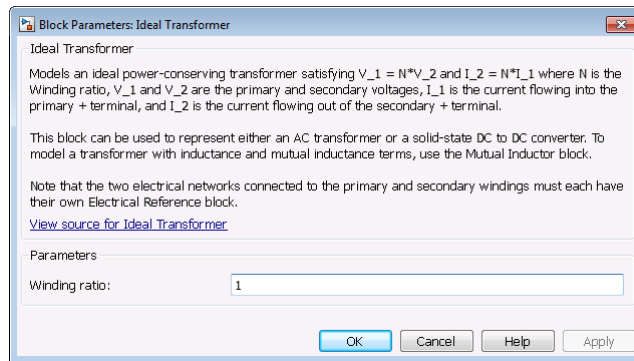 Block Parameters: Ideal Transformer
Ideal Transformer
Models an ideal power-conserving transformer satisfying V_1 = N*V_2 and I_2 = N*I_1 where N is the
Winding ratio, V_1 and V_2 are the primary and secondary voltages, I_1 is the current flowing into the
primary + terminal, and I_2 is the current flowing out of the secondary + terminal.
This block can be used to represent either an AC transformer or a solid-state DC to DC converter. To
model a transformer with inductance and mutual inductance terms, use the Mutual Inductor block.
Note that the two electrical networks connected to the primary and secondary windings must each have
their own Electrical Reference block.
View source for Ideal Transformer
Parameters
Winding ratio: 1
OK Cancel Help Apply